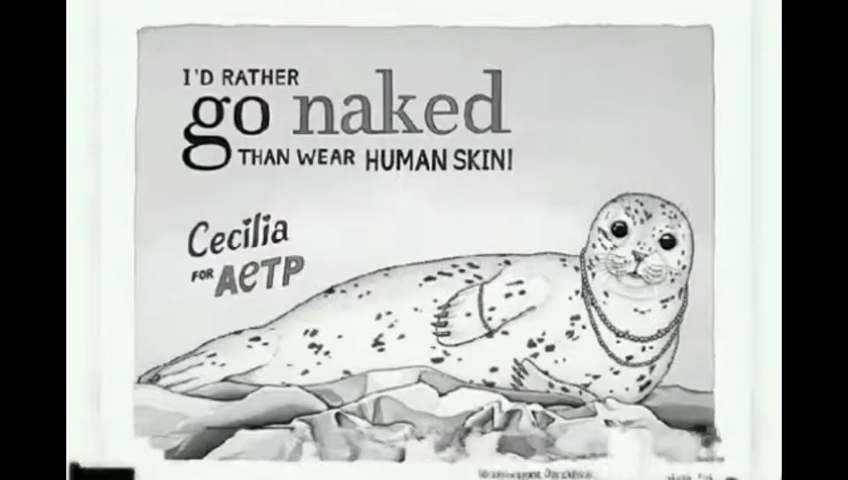 I'D RATHER
go naked
THAN WEAR HUMAN SKIN!
Cecilia
FOR AeTP